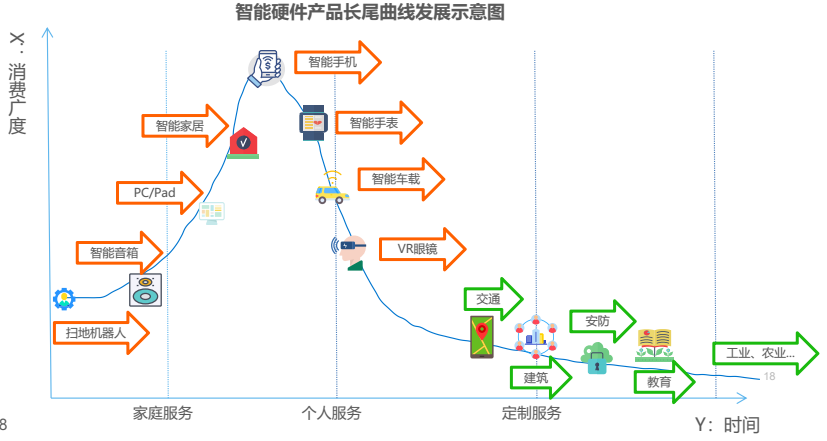 智能硬件产品长尾曲线发展示意图
X：消费广度
智能手机
智能家居
智能手表
PC/Pad
智能车载
智能音箱
VR眼镜
扫地机器人
交通
安防
建筑
教育
工业、农业...
18
家庭服务
个人服务
定制服务
Y：时间
8